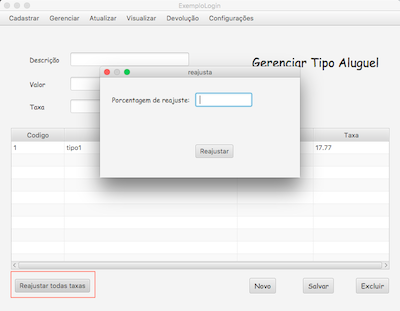 ExemploLogin
Cadastrar Gerenciar Atualizar Visualizar Devolução Configurações
Descrição
Gerenciar Tipo Aluguel
reajusta
Valor
Porcentagem de reajuste:
Taxa
Codigo Taxa
1 tipo1 17.77
Reajustar
Reajustar todas taxas Novo Salvar Excluir